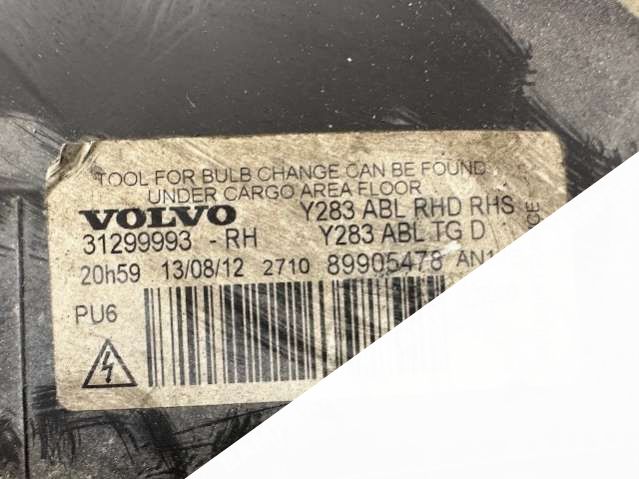 TOOL FOR BULB CHANGE CAN BE FOUND
UNDER CARGO AREA FLOOR
VOLVO Y283 ABL RHD RHS
31299993 -RH Y283 ABL TG D
20h59 13/08/12 2710 89905478
PU6